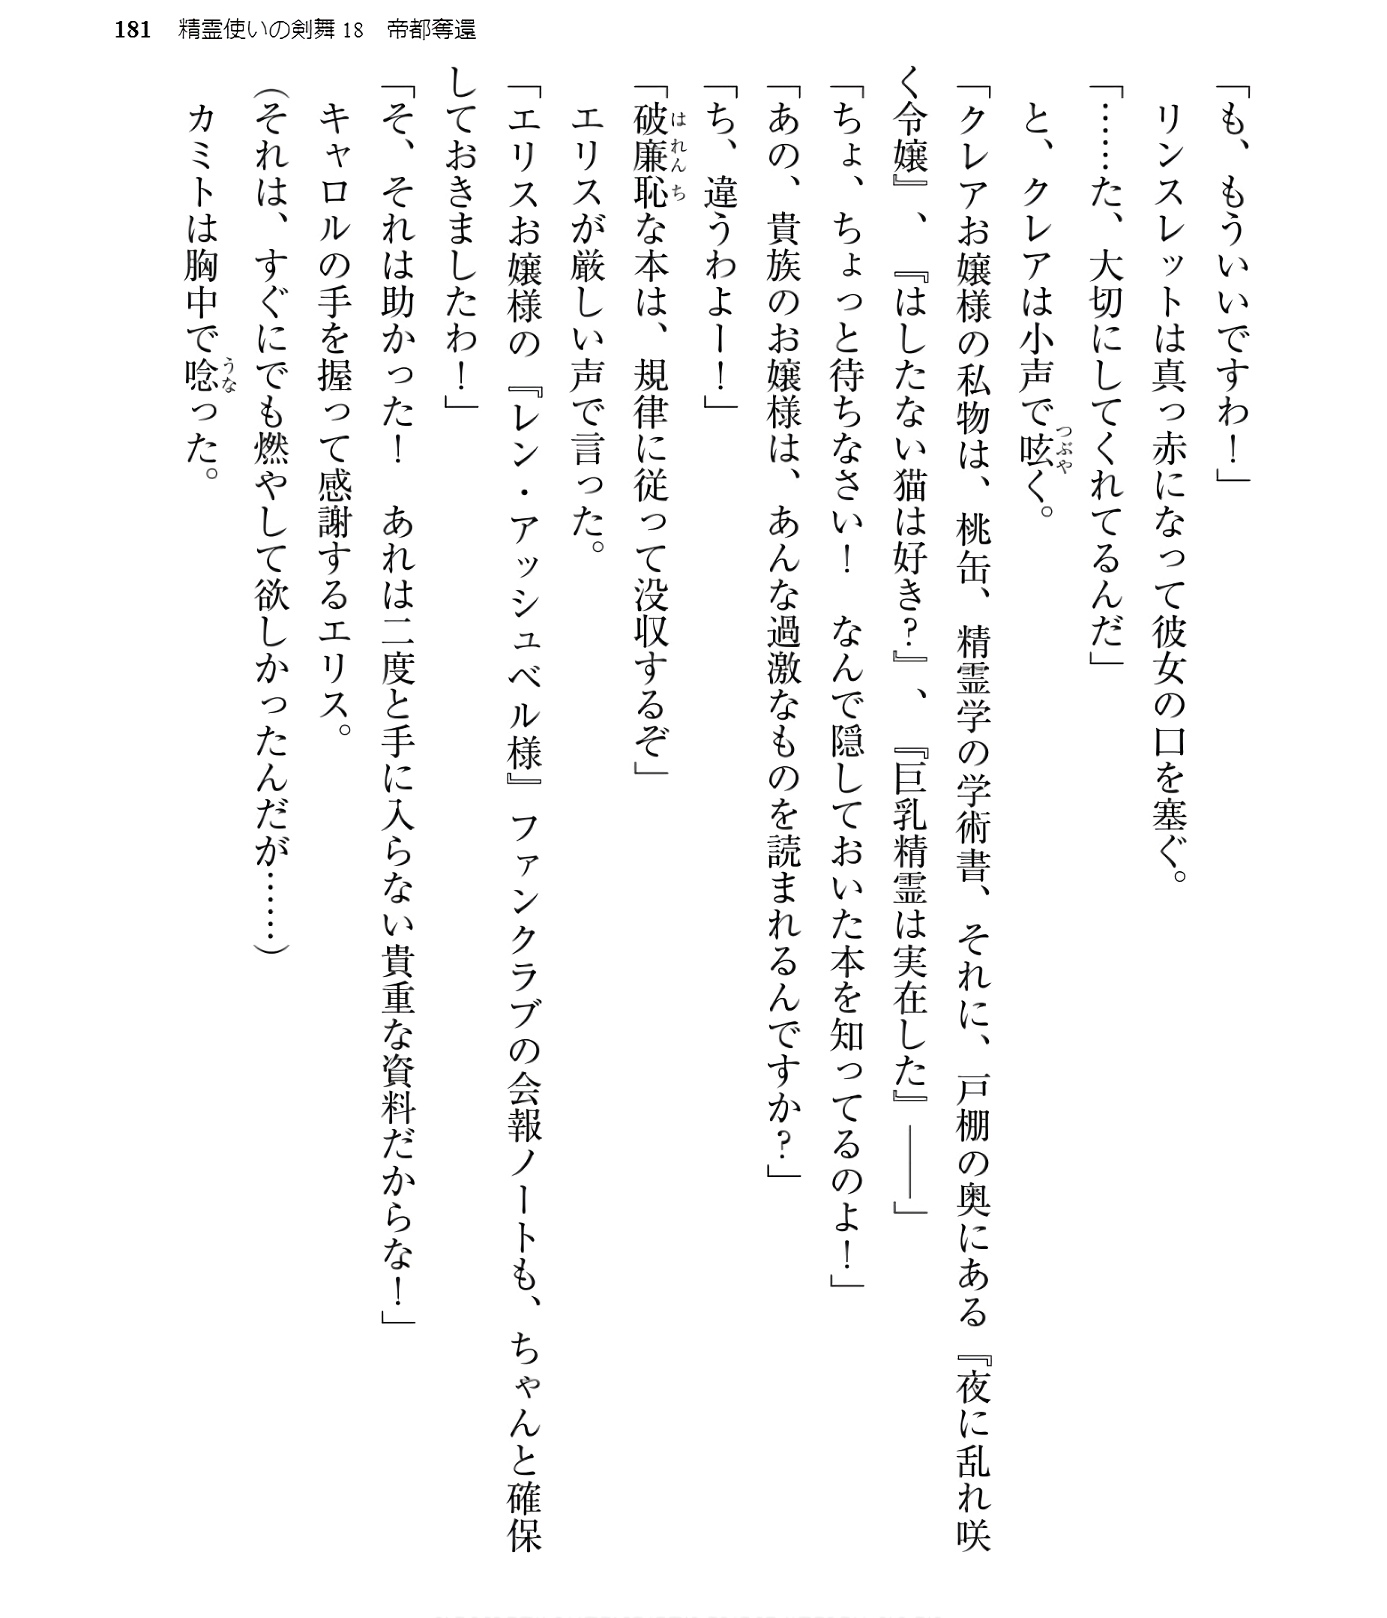 181　精霊使いの剣舞18　帝都奪還
「も、もういいですわ！」
リンスレットは真っ赤になって彼女の口を塞ぐ。
「……た、大切にしてくれてるんだ」
と、クレアは小声で呟く。
「クレアお嬢様の私物は、桃缶、精霊学の学術書、それに、戸棚の奥にある『夜に乱れ咲
く令嬢』、『はしたない猫は好き？』、『巨乳精霊は実在した』――」
「ちょ、ちょっと待ちなさい！　なんで隠しておいた本を知ってるのよ！」
「あの、貴族のお嬢様は、あんな過激なものを読まれるんですか？」
「ち、違うわよー！」
「破廉恥な本は、規律に従って没収するぞ」
エリスが厳しい声で言った。
「エリスお嬢様の『レン・アッシュベル様』ファンクラブの会報ノートも、ちゃんと確保
しておきましたわ！」
「そ、それは助かった！　あれは二度と手に入らない貴重な資料だからな！」
キャロルの手を握って感謝するエリス。
（それは、すぐにでも燃やして欲しかったんだが……）
カミトは胸中で唸った。
つぶや
はれんち
うな